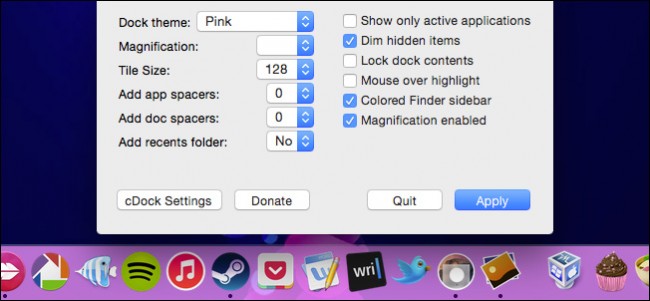 Dock theme: Pink
Magnification:
Tile Size: 128
Add app spacers: 0
Add doc spacers: 0
Add recents folder: No
Show only active applications
Dim hidden items
Lock dock contents
Mouse over highlight
Colored Finder sidebar
Magnification enabled
cDock Settings Donate Quit Apply
W wri